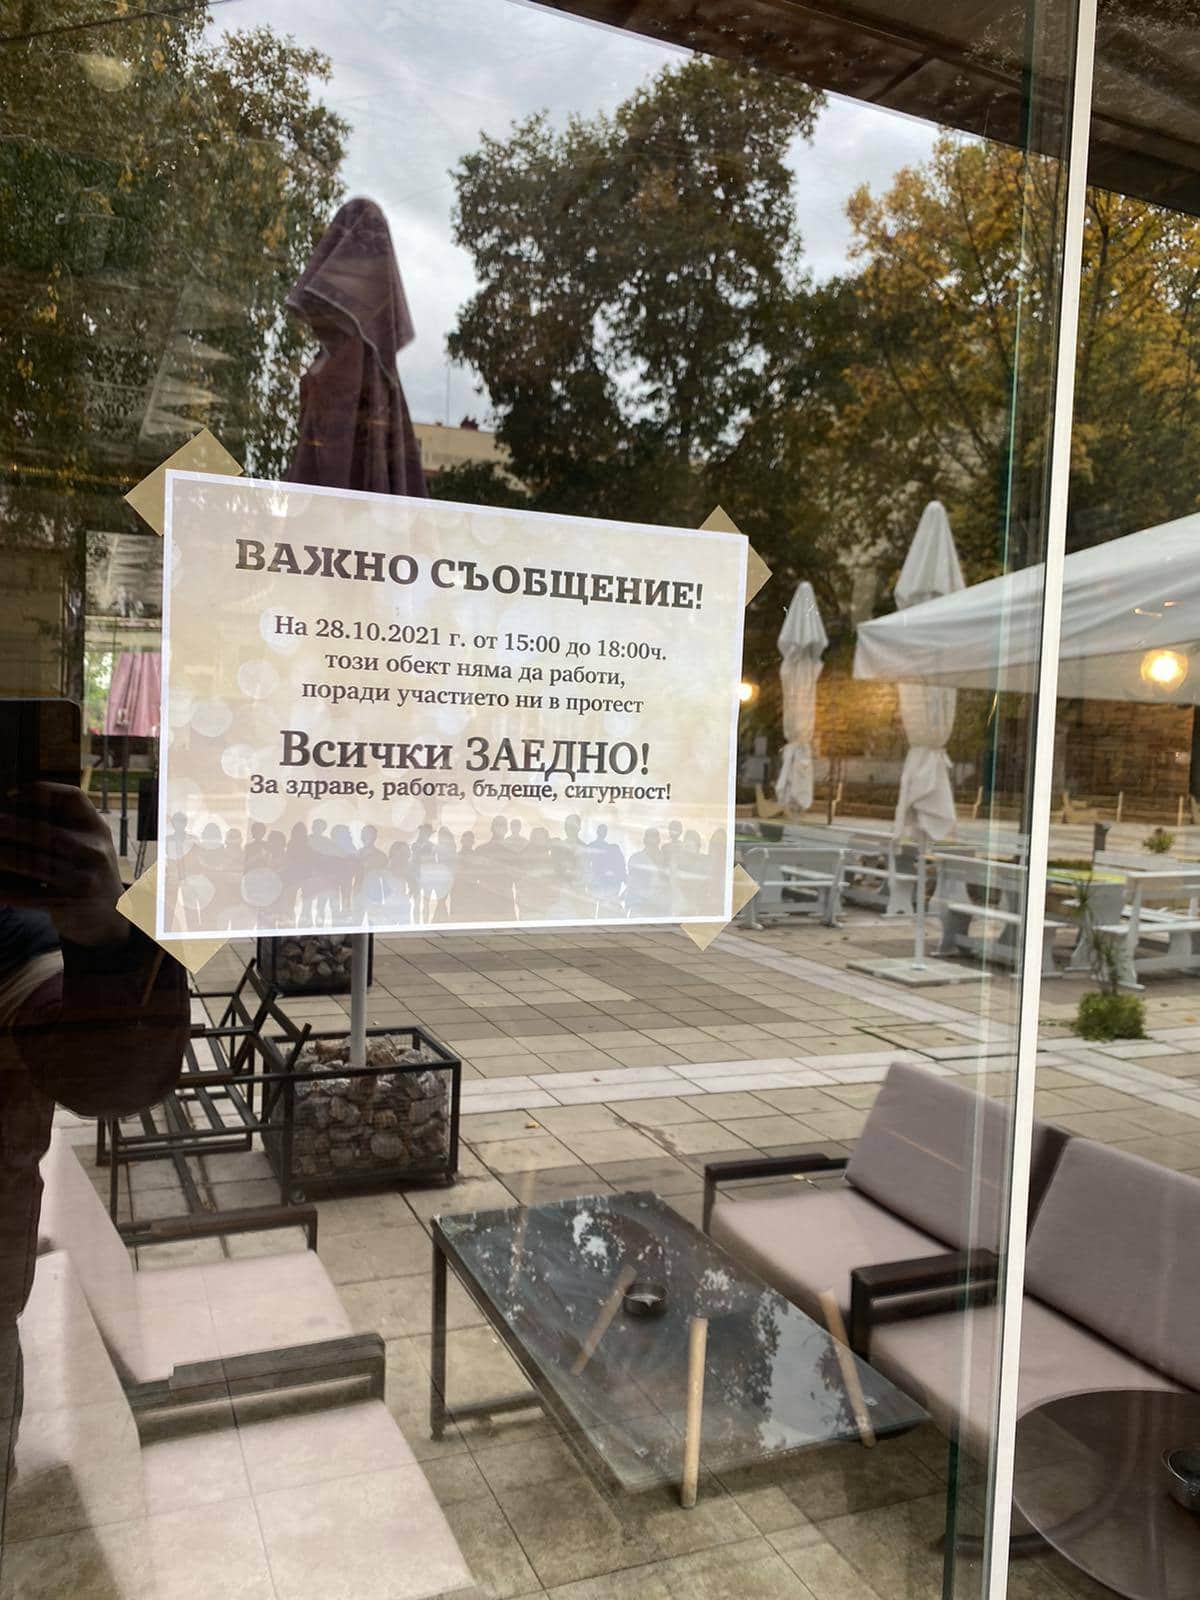 ВАЖНО СЪОБЩЕНИЕ!
На 28.10.2021 г. от 15:00 до 18:00ч.
този обект няма да работи,
поради участието ни в протест
Всички ЗАЕДНО!
За здраве, работа, бъдеще, сигурност!